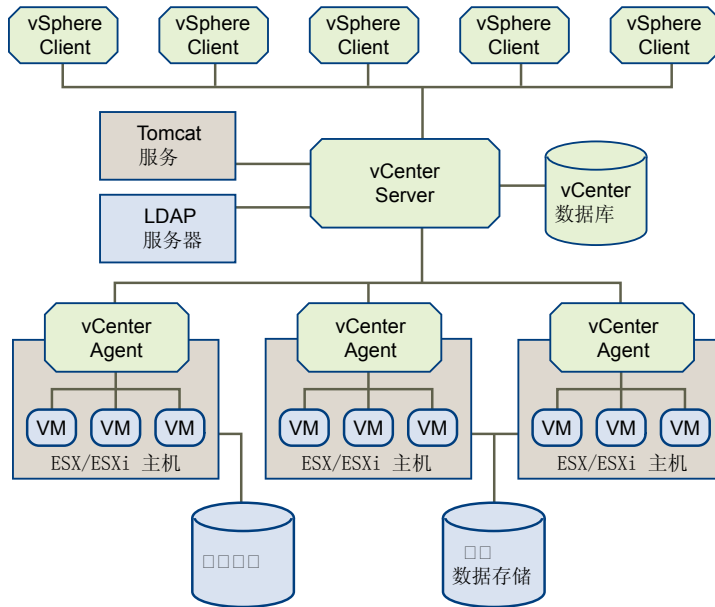 vSphere
Client
vSphere
Client
vSphere
Client
vSphere
Client
vSphere
Client
Tomcat
服务
vCenter
Server
vCenter
数据库
LDAP
服务器
vCenter
Agent
vCenter
Agent
vCenter
Agent
VM
VM
VM
VM
VM
VM
VM
VM
VM
ESX/ESXi 主机
ESX/ESXi 主机
ESX/ESXi 主机
数据存储